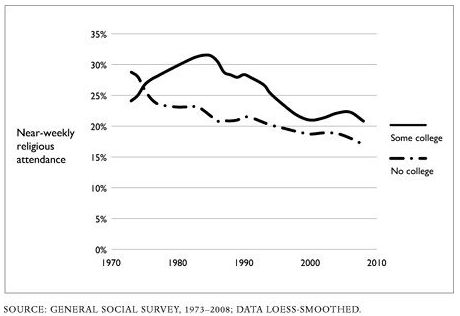 35%
30%
25%
20%
15%
10%
5%
0%
Near-weekly
religious
attendance
Some college
No college
1970 1980 1990 2000 2010
SOURCE: GENERAL SOCIAL SURVEY, 1973–2008; DATA LOESS-SMOOTHED.